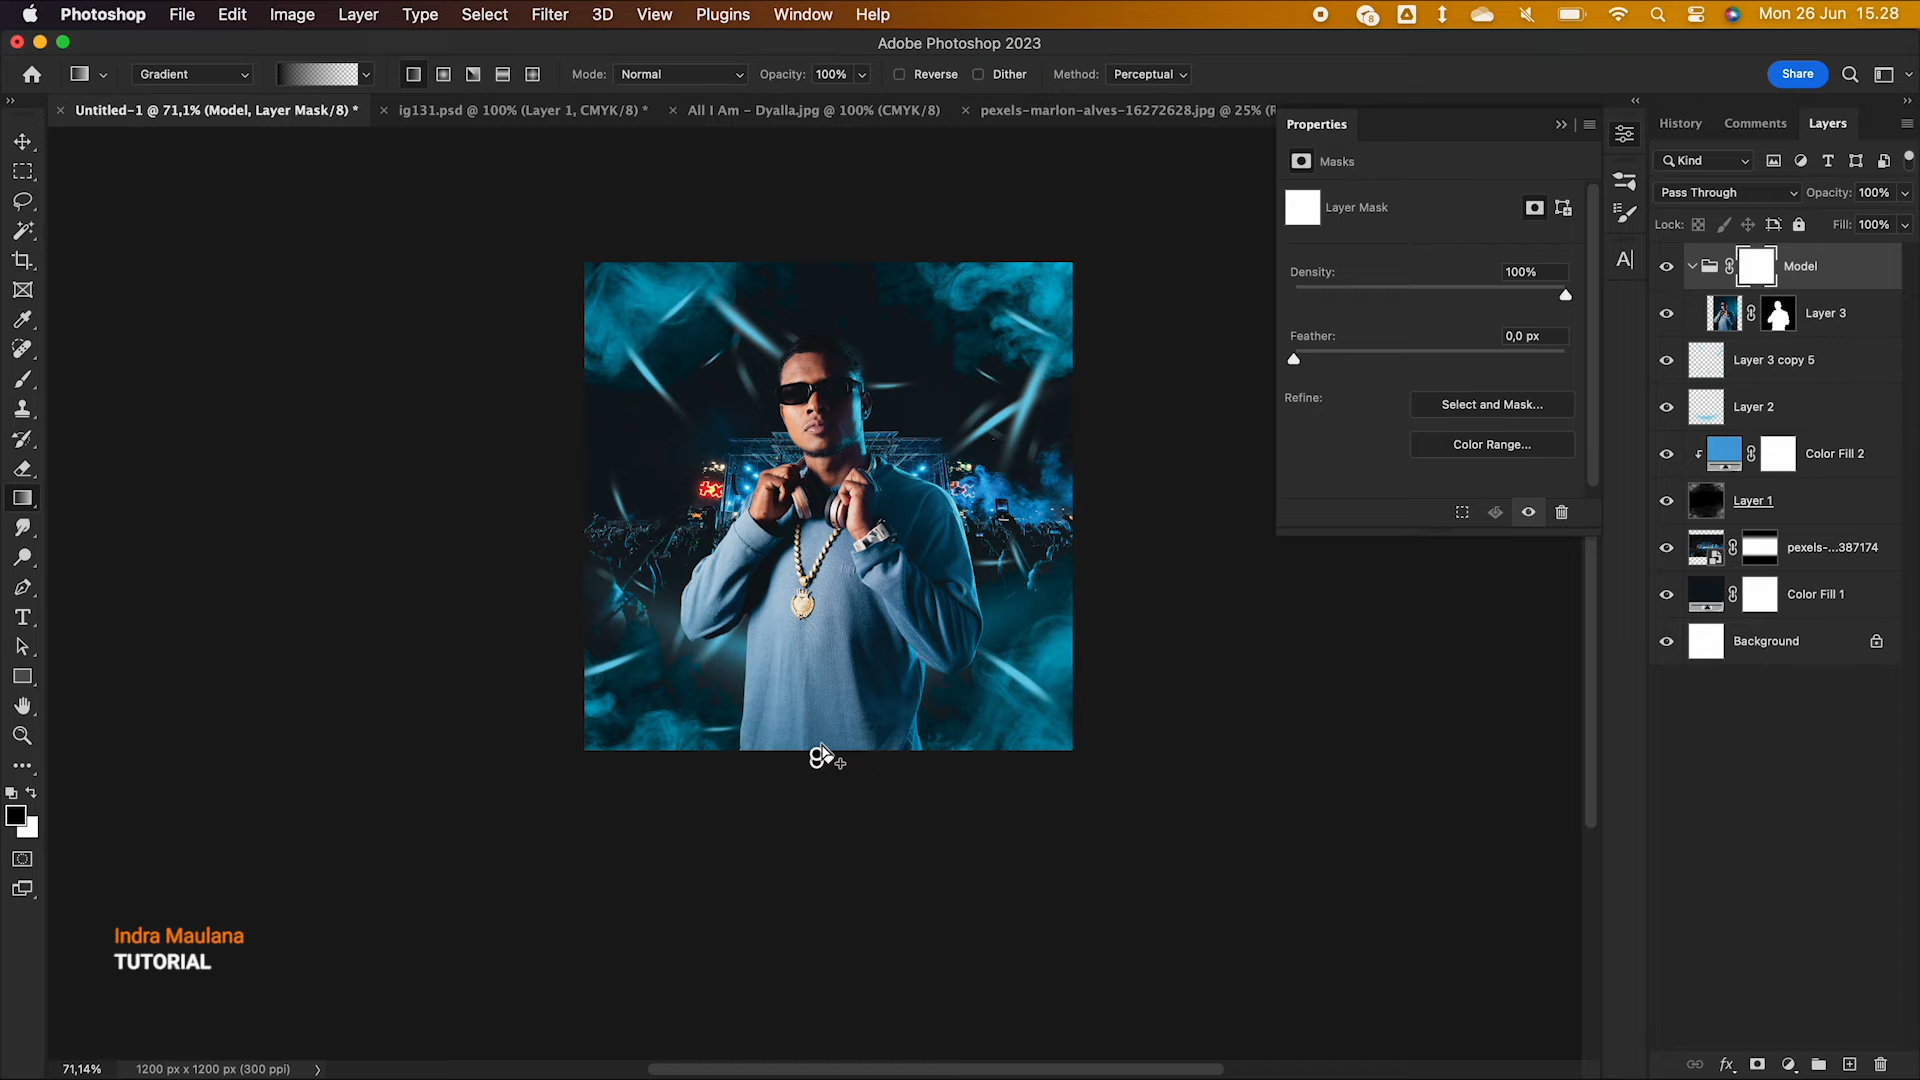 Photoshop File Edit Image Layer Type Select Filter 3D View Plugins Window Help
8
Mon 26 Jun 15.28
Adobe Photoshop 2023
Gradient
Mode: Normal
Opacity: 100%
Reverse
Dither
Method: Perceptual
Share
Untitled-1 @ 71,1% (Model, Layer Mask/8) *
ig131.psd @ 100% (Layer 1, CMYK/8) *
All I Am – Dyalla.jpg @ 100% (CMYK/8)
pexels-marlon-alves-16272628.jpg @ 25% (R
Properties
Masks
Layer Mask
Density: 100%
Feather: 0,0 px
Refine:
Select and Mask...
Color Range...
History Comments Layers
Kind
Pass Through
Opacity: 100%
Lock:
Fill: 100%
Model
Layer 3
Layer 3 copy 5
Layer 2
Color Fill 2
Layer 1
pexels-...387174
Color Fill 1
Background
fx
Indra Maulana
TUTORIAL
71,14%
1200 px x 1200 px (300 ppi)